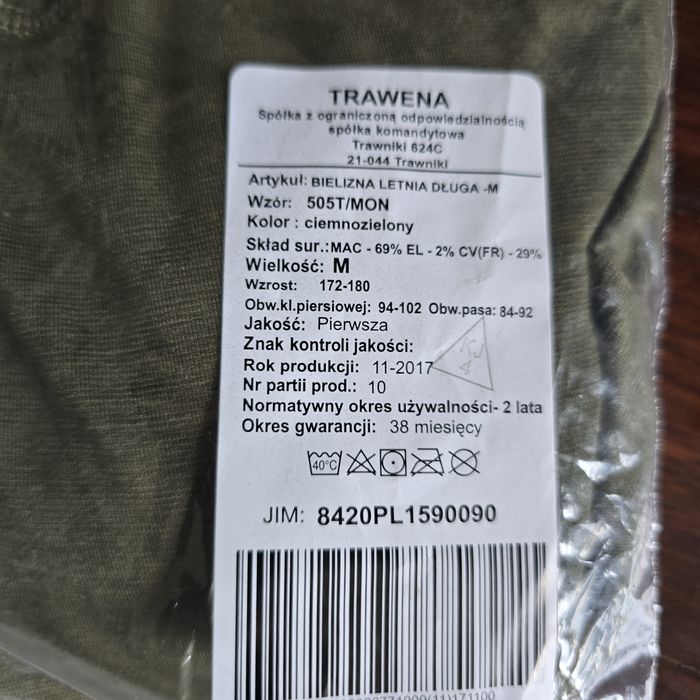 TRAWENA
Spółka z ograniczoną odpowiedzialnością
spółka komandytowa
Trawniki 624C
21-044 Trawniki
Artykuł: BIELIZNA LETNIA DŁUGA -M
Wzór: 505T/MON
Kolor : ciemnozielony
Skład sur.:MAC - 69% EL - 2% CV(FR) - 29%
Wielkość: M
Wzrost: 172-180
Obw.kl.piersiowej: 94-102 Obw.pasa: 84-92
Jakość: Pierwsza
Znak kontroli jakości:
KJ
4
Rok produkcji: 11-2017
Nr partii prod.: 10
Normatywny okres używalności- 2 lata
Okres gwarancji: 38 miesięcy
40°C
JIM: 8420PL1590090